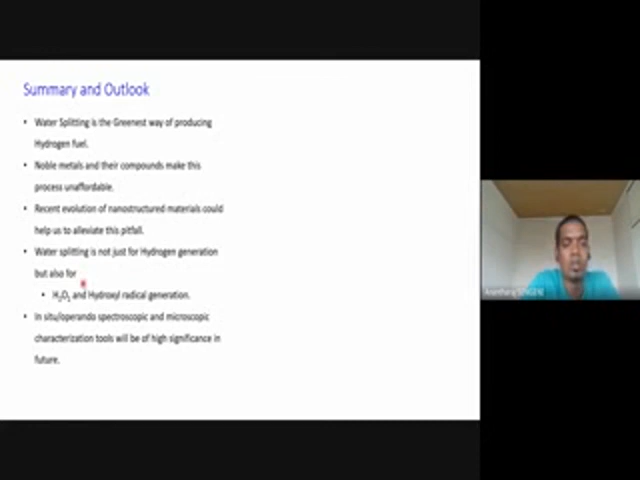 Summary and Outlook
• Water Splitting is the Greenest way of producing
Hydrogen fuel.
• Noble metals and their compounds make this
process unaffordable.
• Recent evolution of nanostructured materials could
help us to alleviate this pitfall.
• Water splitting is not just for Hydrogen generation
but also for
• H₂O₂ and Hydroxyl radical generation.
• In situ/operando spectroscopic and microscopic
characterization tools will be of high significance in
future.